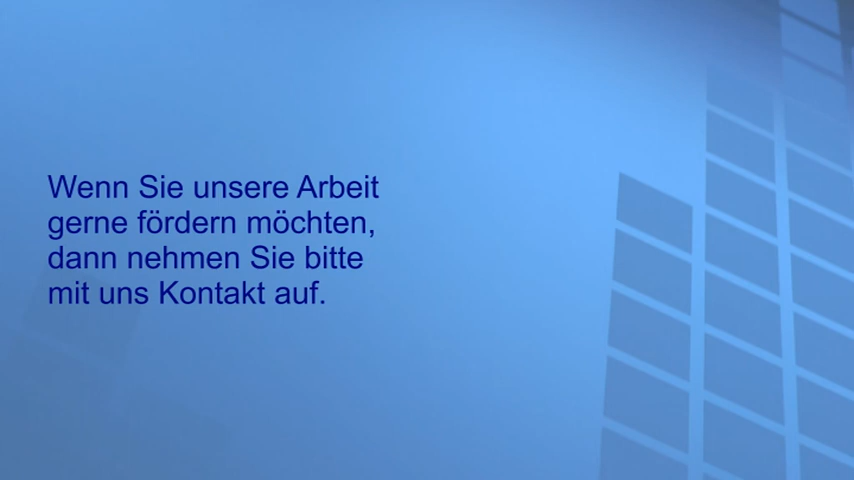 Wenn Sie unsere Arbeit
gerne fördern möchten,
dann nehmen Sie bitte
mit uns Kontakt auf.